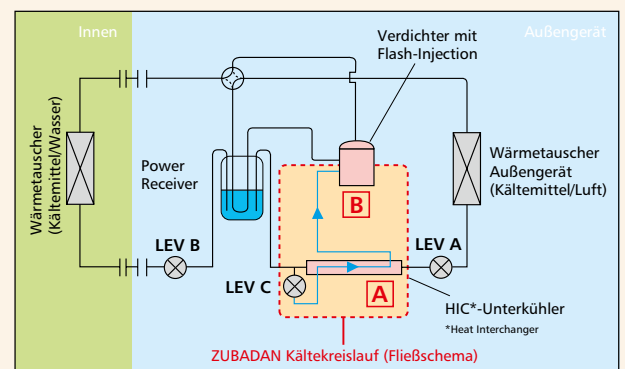 Innen
Außengerät
Verdichter mit
Flash-Injection
Wärmetauscher
(Kältemittel/Wasser)
Power
Receiver
Wärmetauscher
Außengerät
(Kältemittel/Luft)
B
LEV B
LEV A
LEV C
A
HIC*-Unterkühler
*Heat Interchanger
ZUBADAN Kältekreislauf (Fließschema)